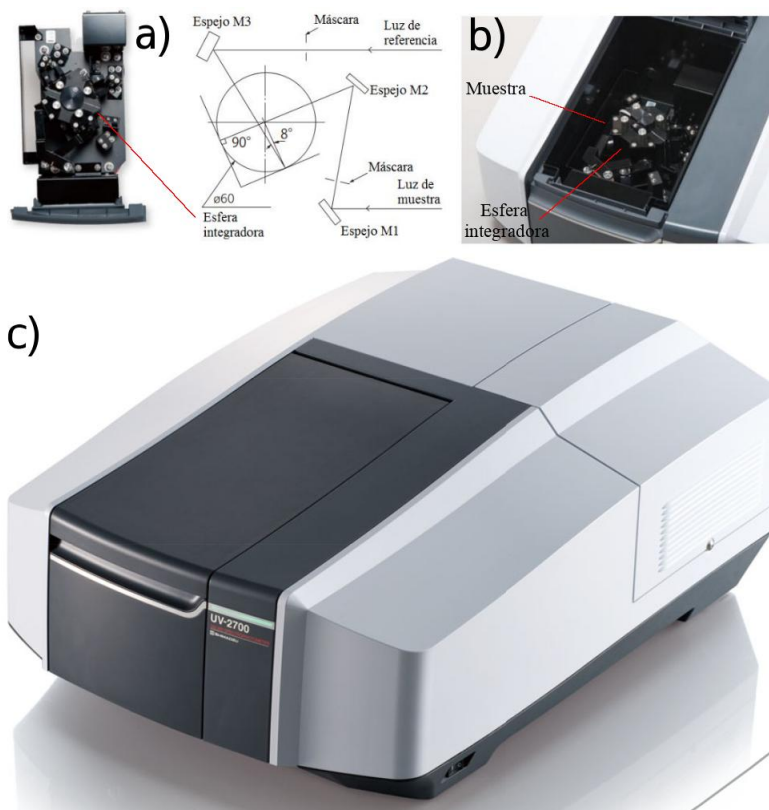 a)
Espejo M3
Máscara
Luz de
referencia
Espejo M2
90°
8°
Máscara
ø60
Esfera
integradora
Luz de
muestra
Espejo M1
b)
Muestra
Esfera
integradora
c)
UV-2700
SHIMADZU